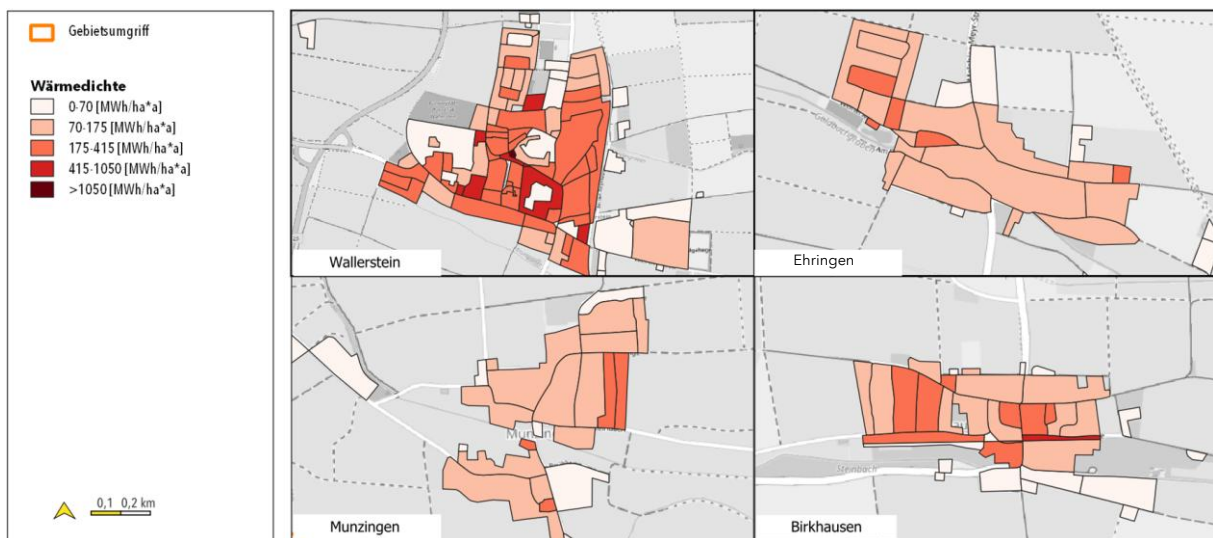 Gebietsumgriff
Wärmedichte
0-70 [MWh/ha*a]
70-175 [MWh/ha*a]
175-415 [MWh/ha*a]
415-1050 [MWh/ha*a]
>1050 [MWh/ha*a]
0,1 0,2 km
Wallerstein
Ehringen
Munzingen
Steinbach
Birkhausen